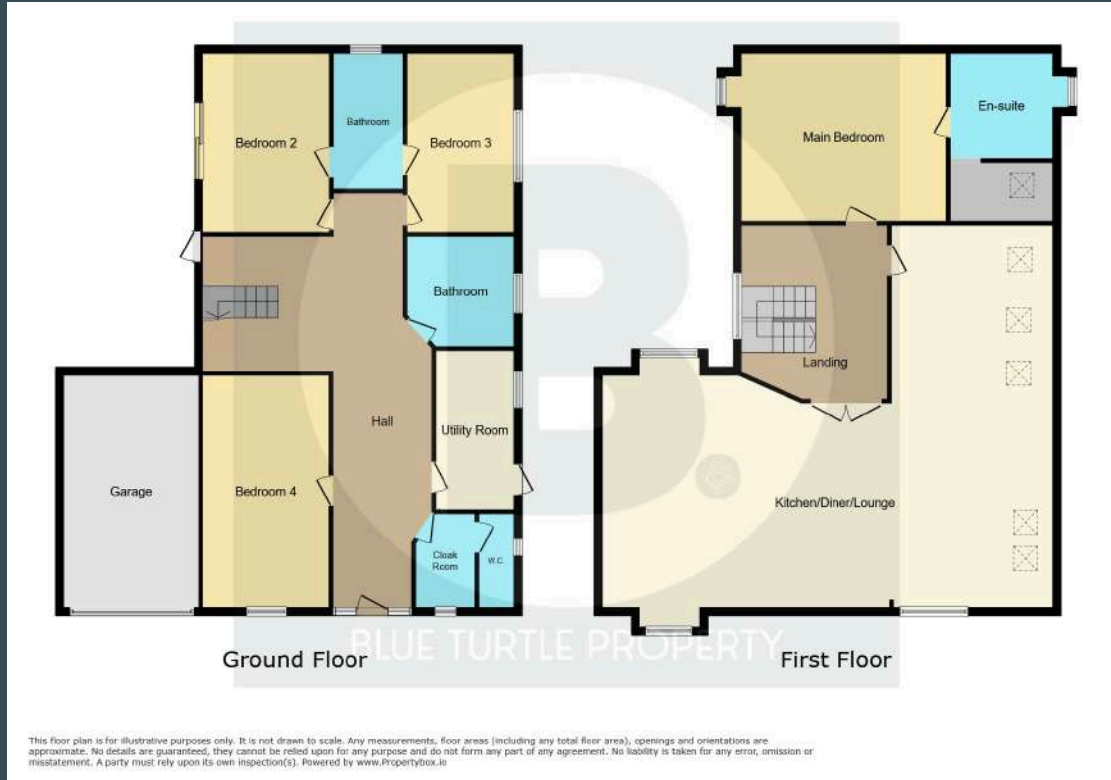 Bedroom 2
Bathroom
Bedroom 3
Bathroom
Hall
Utility Room
Garage
Bedroom 4
Cloak
Room
W.C.
Ground Floor
Main Bedroom
En-suite
Landing
Kitchen/Diner/Lounge
First Floor
B
BLUE TURTLE PROPERTY
This floor plan is for illustrative purposes only. It is not drawn to scale. Any measurements, floor areas (including any total floor area), openings and orientations are
approximate. No details are guaranteed, they cannot be relied upon for any purpose and do not form any part of any agreement. No liability is taken for any error, omission or
misstatement. A party must rely upon its own inspection(s). Powered by www.Propertybox.io